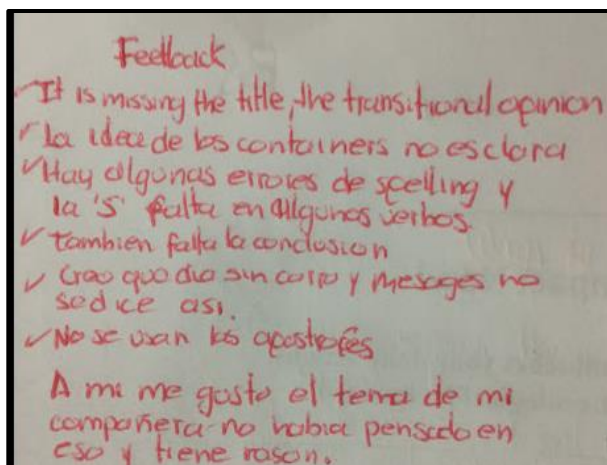 Feedback
It is missing the title, the transitional opinion
La idea de los containers no es clara
Hay algunas errores de spelling y
la 's' falta en algunos verbos.
tambien falta la conclusion
Creo que dia sin carro y mesages no
se dice asi.
No se usan los apostrofes
A mi me gusto el tema de mi
compañera no habia pensado en
eso y tiene rason.